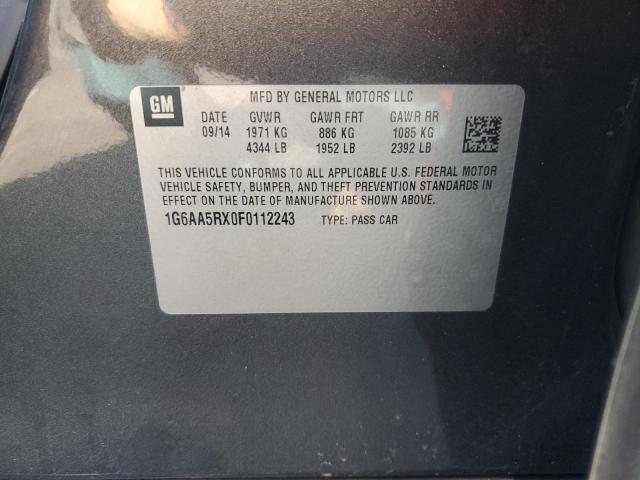 GM
MFD BY GENERAL MOTORS LLC
DATE GVWR GAWR FRT GAWR RR
09/14 1971 KG 886 KG 1085 KG
4344 LB 1952 LB 2392 LB
THIS VEHICLE CONFORMS TO ALL APPLICABLE U.S. FEDERAL MOTOR
VEHICLE SAFETY, BUMPER, AND THEFT PREVENTION STANDARDS IN
EFFECT ON THE DATE OF MANUFACTURE SHOWN ABOVE.
1G6AA5RX0F0112243 TYPE: PASS CAR